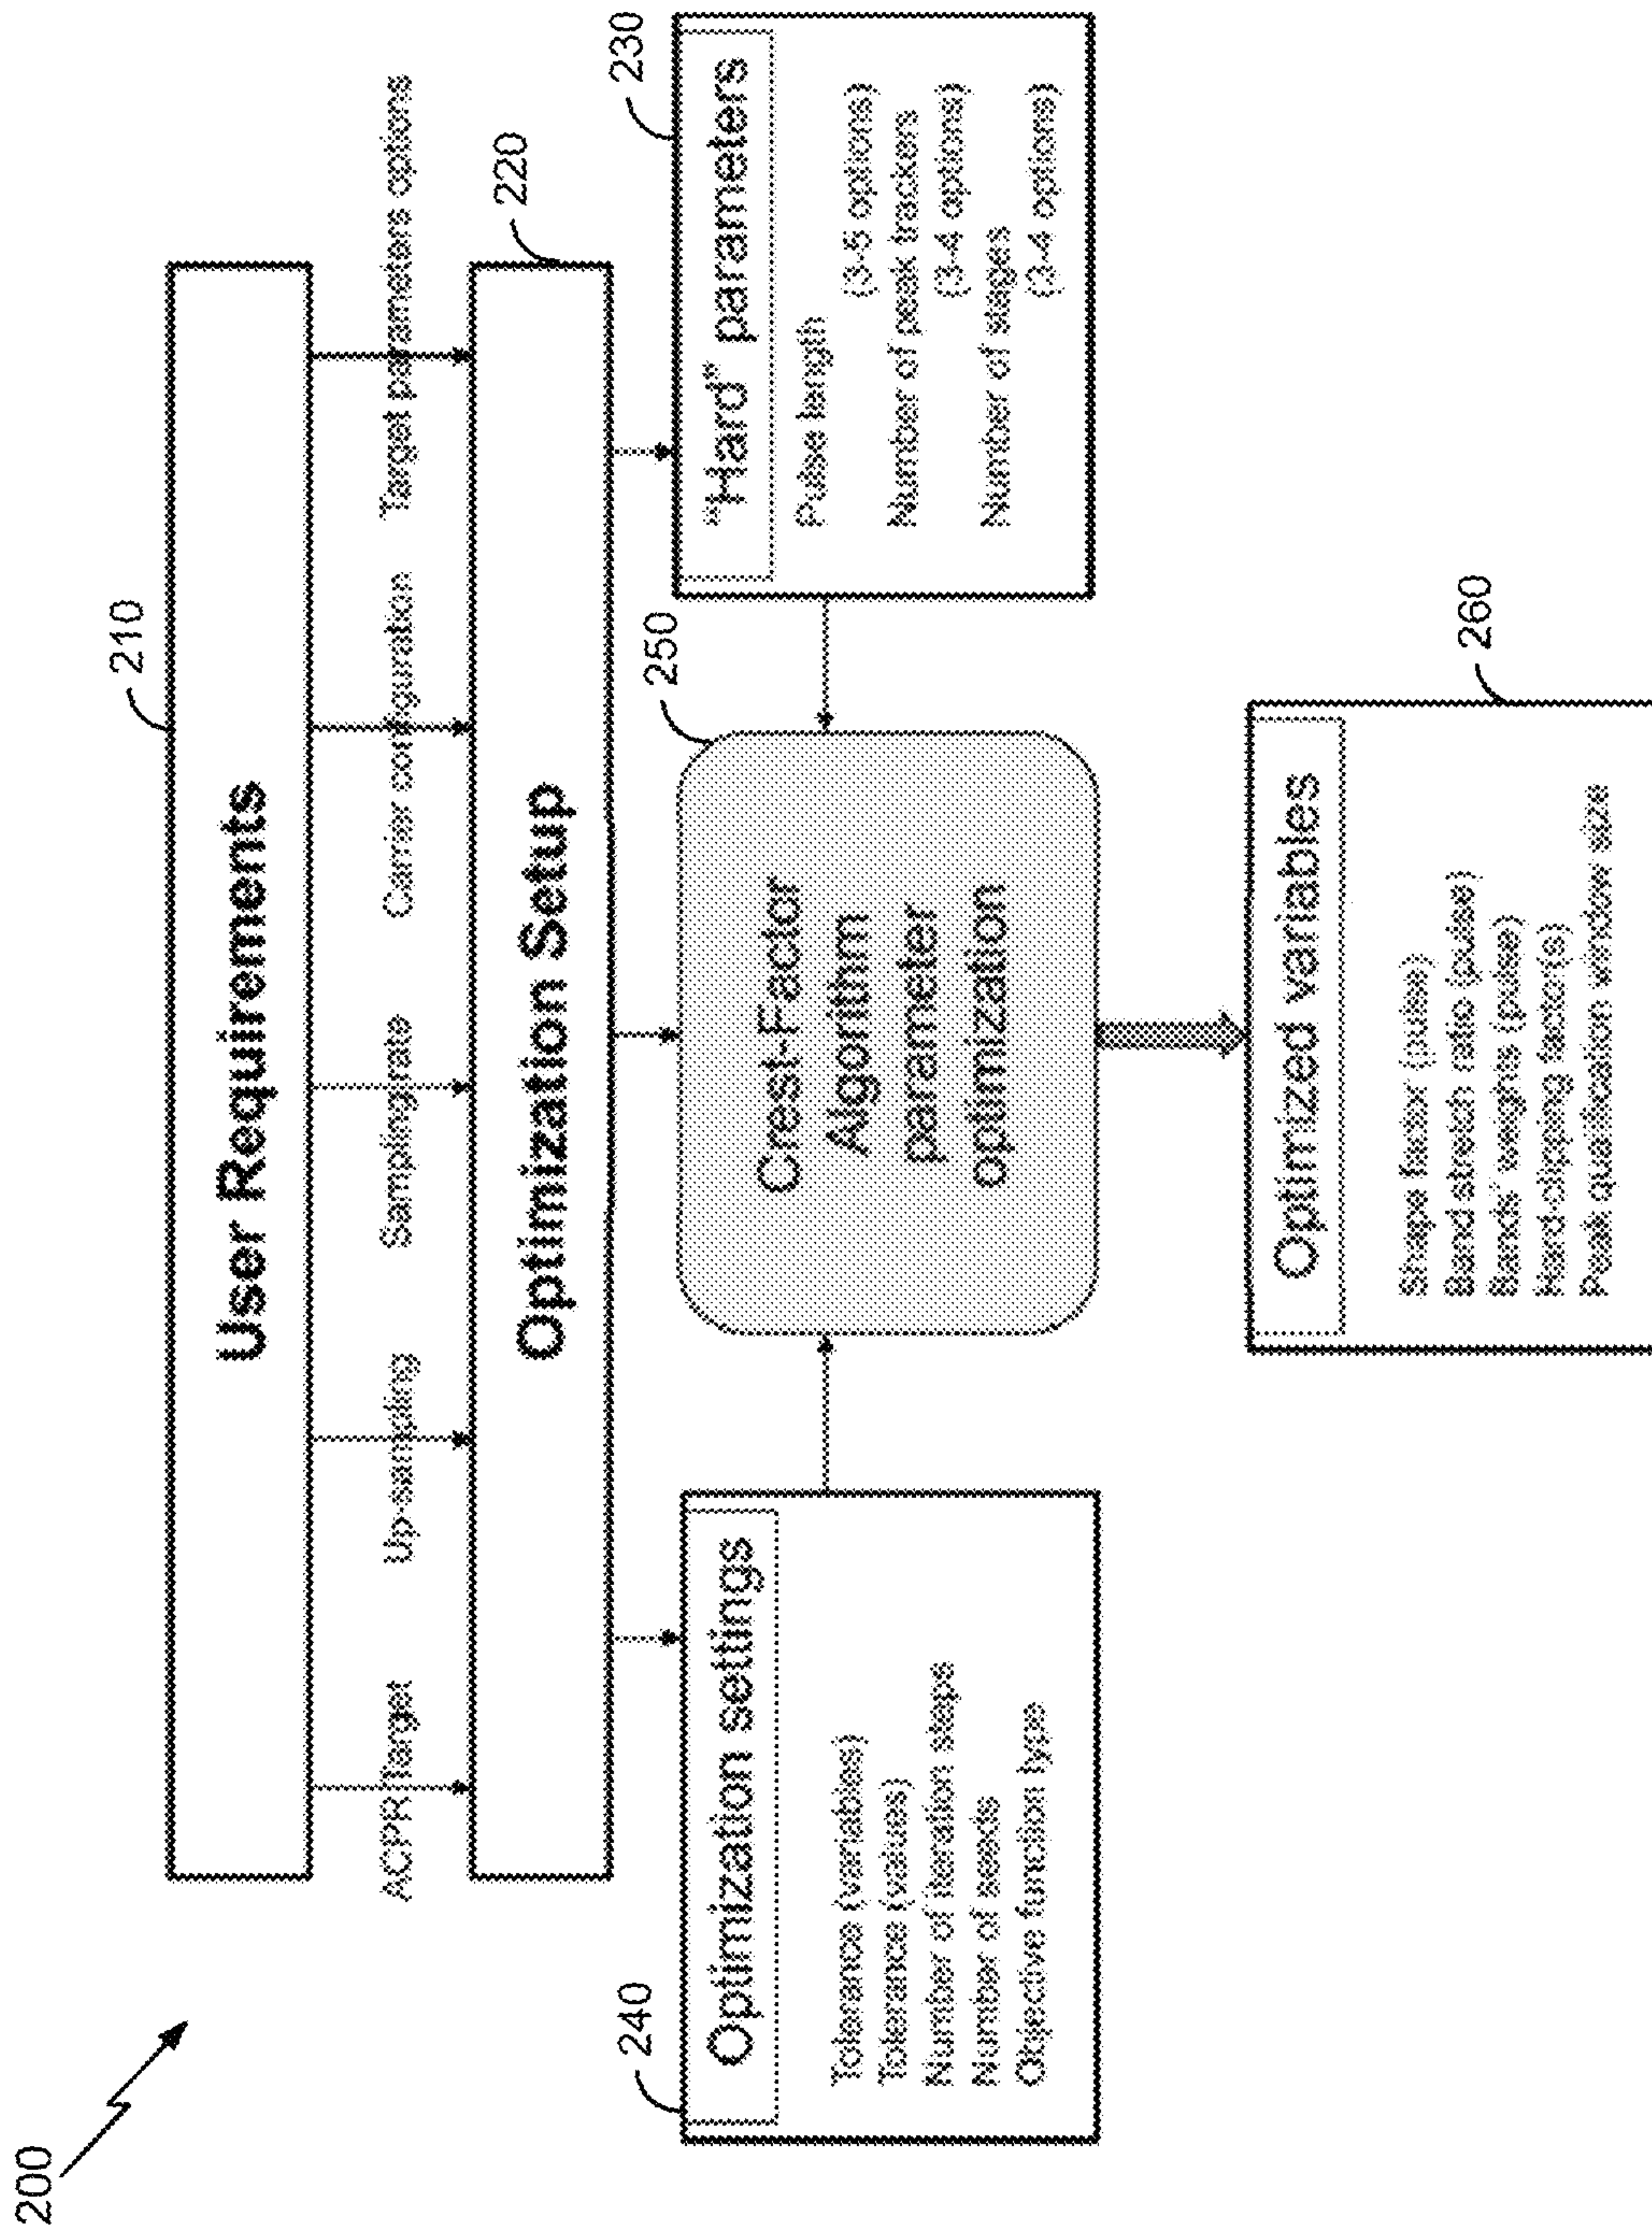 200
210
User Requirements
ACPR Target
Up-sampling
Sampling rate
Carrier configuration
Target parameters options
220
Optimization Setup
240
Optimization settings
Tolerance (variables)
Tolerance (values)
Number of iteration steps
Number of seeds
Objective function type
250
Crest-Factor
Algorithm
parameter
optimization
230
"Hard" parameters
Pulse length
(3-5 options)
Number of peak trackers
(3-4 options)
Number of stages
(3-4 options)
260
Optimized variables
Shape factor (pulse)
Band stretch ratio (pulse)
Bands' weights (pulse)
Hard-clipping factor(s)
Peak qualification window size